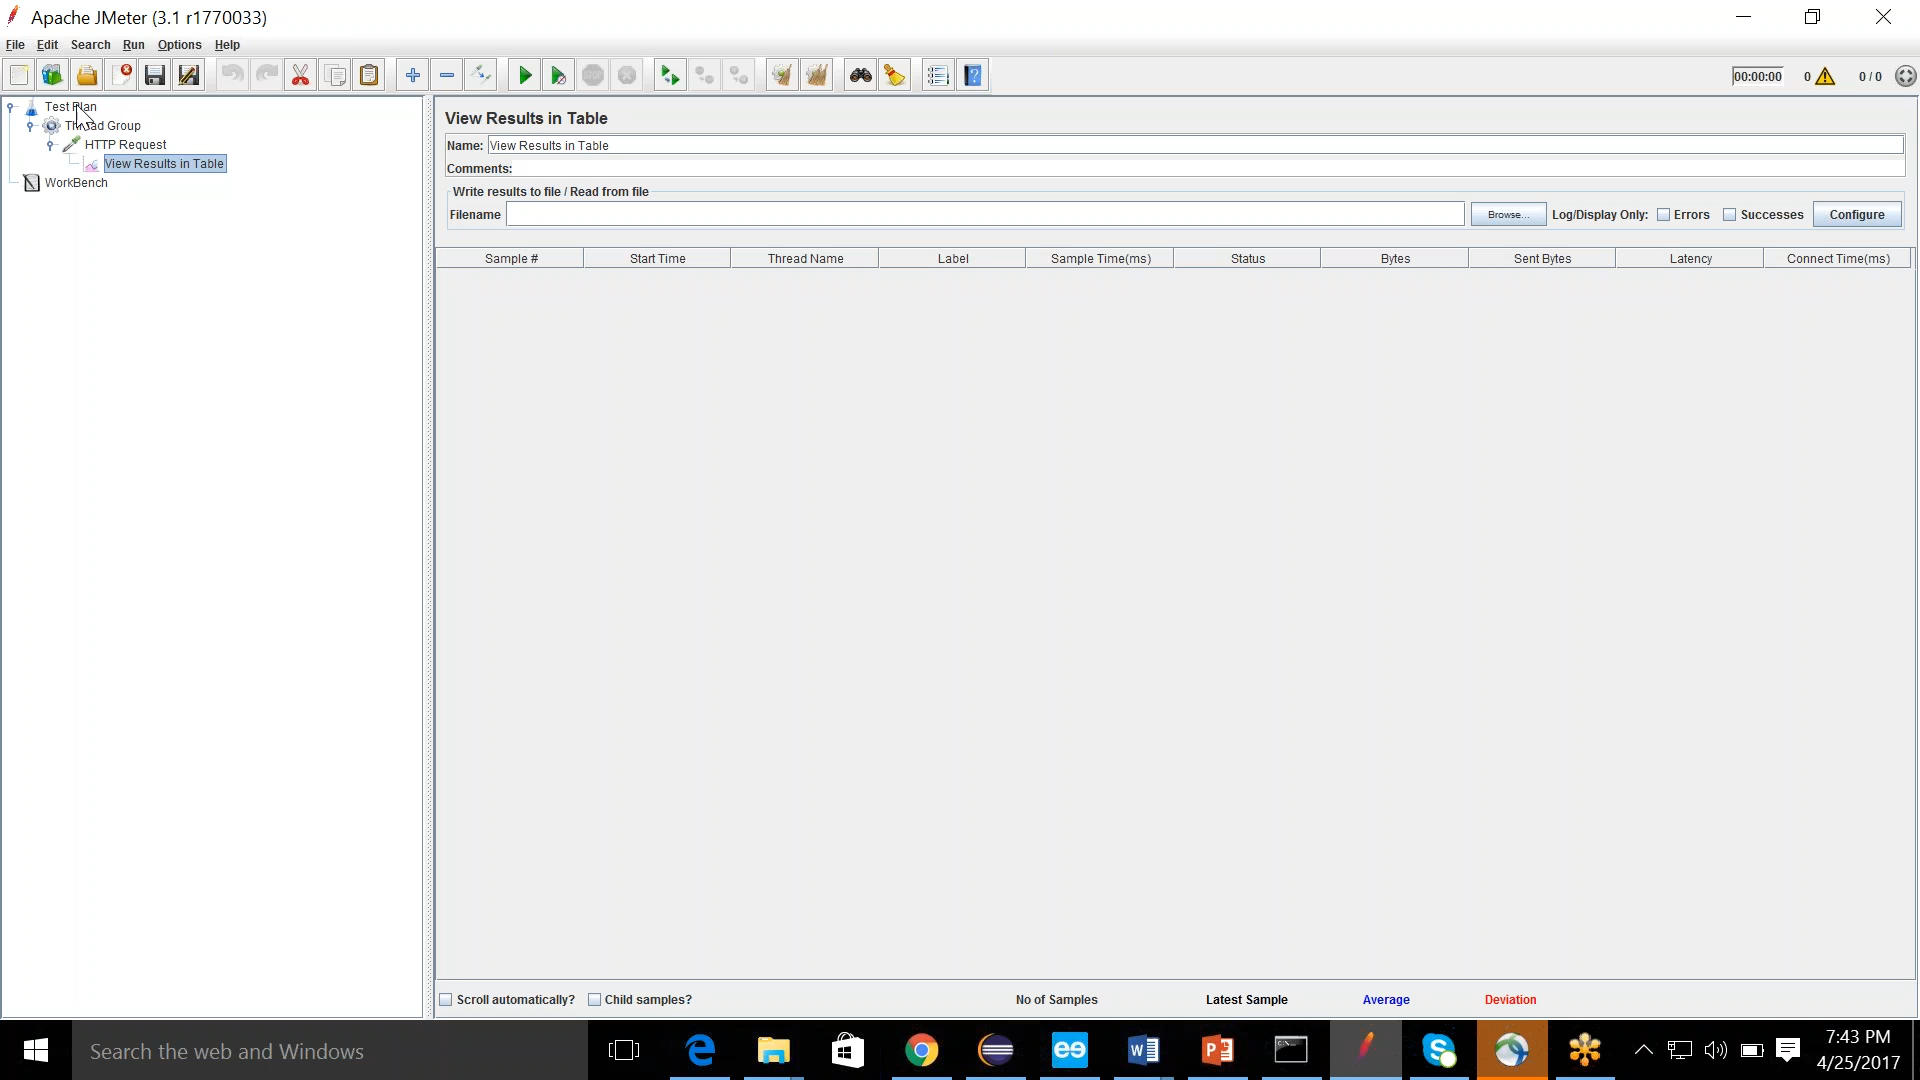 Apache JMeter (3.1 r1770033)
File Edit Search Run Options Help
00:00:00 0 0 / 0
Test Plan
Thread Group
HTTP Request
View Results in Table
WorkBench
View Results in Table
Name: View Results in Table
Comments:
Write results to file / Read from file
Filename Browse... Log/Display Only: Errors Successes Configure
Sample # Start Time Thread Name Label Sample Time(ms) Status Bytes Sent Bytes Latency Connect Time(ms)
Scroll automatically? Child samples? No of Samples Latest Sample Average Deviation
Search the web and Windows
7:43 PM
4/25/2017